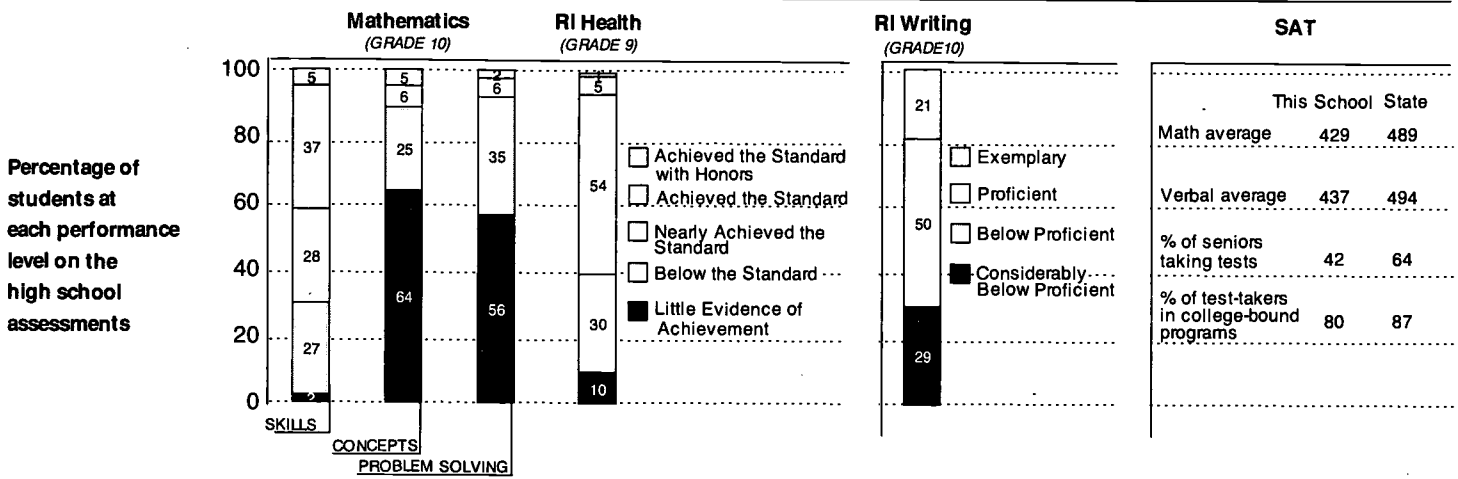 Mathematics
(GRADE 10)
RI Health
(GRADE 9)
RI Writing
(GRADE10)
SAT
Percentage of
students at
each performance
level on the
high school
assessments
100
80
60
40
20
0
5
37
28
27
2
SKILLS
5
6
25
64
CONCEPTS
2
6
35
56
PROBLEM SOLVING
1
5
54
30
10
Achieved the Standard
with Honors
Achieved the Standard
Nearly Achieved the
Standard
Below the Standard
Little Evidence of
Achievement
21
50
29
Exemplary
Proficient
Below Proficient
Considerably
Below Proficient
This School State
Math average 429 489
Verbal average 437 494
% of seniors
taking tests 42 64
% of test-takers
in college-bound
programs 80 87